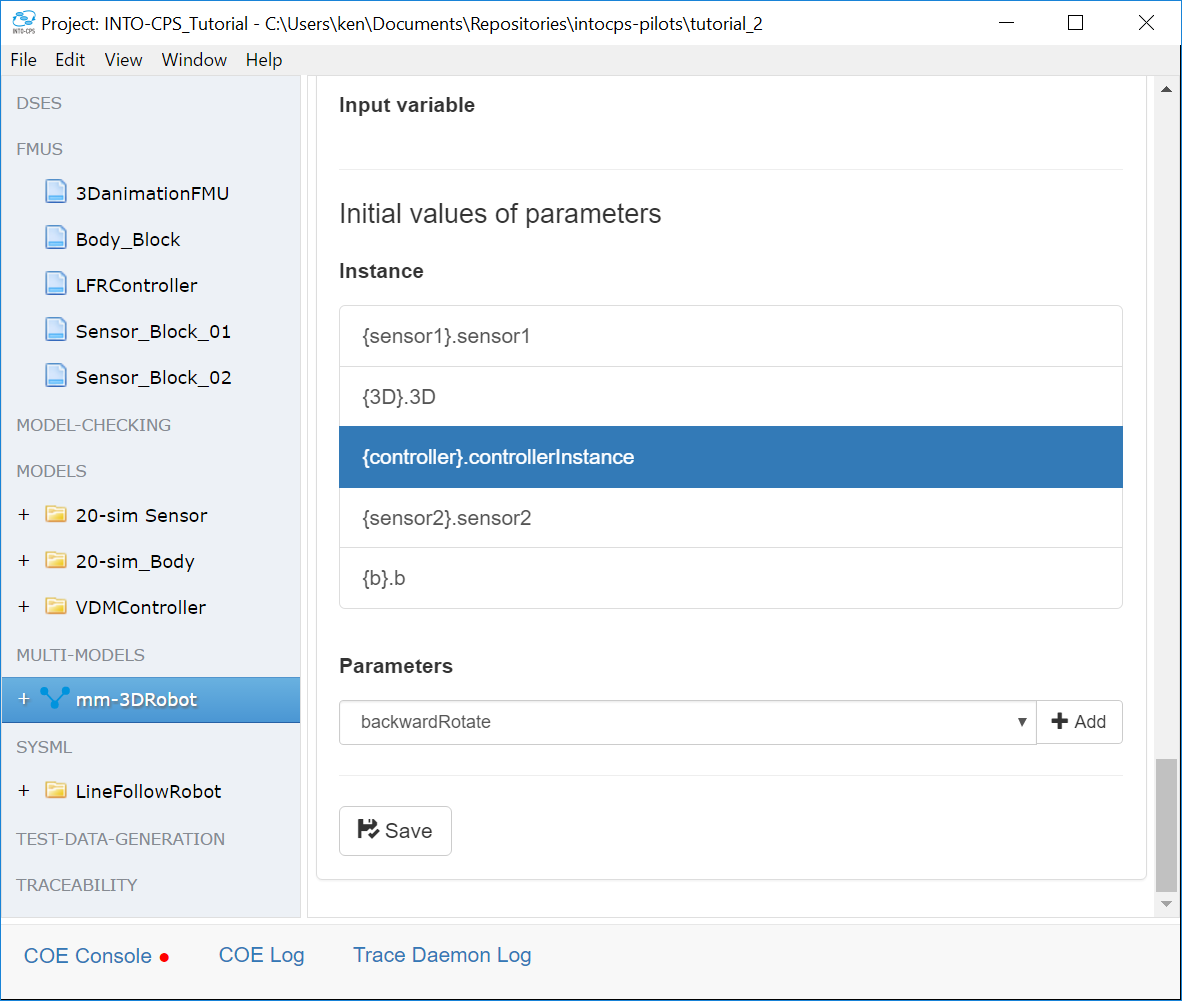 Project: INTO-CPS_Tutorial - C:\Users\ken\Documents\Repositories\intocps-pilots\tutorial_2
INTO-CPS
File Edit View Window Help
DSES
FMUS
3DanimationFMU
Body_Block
LFRController
Sensor_Block_01
Sensor_Block_02
MODEL-CHECKING
MODELS
+ 20-sim Sensor
+ 20-sim_Body
+ VDMController
MULTI-MODELS
+ mm-3DRobot
SYSML
+ LineFollowRobot
TEST-DATA-GENERATION
TRACEABILITY
Input variable
Initial values of parameters
Instance
{sensor1}.sensor1
{3D}.3D
{controller}.controllerInstance
{sensor2}.sensor2
{b}.b
Parameters
backwardRotate
Add
Save
COE Console COE Log Trace Daemon Log